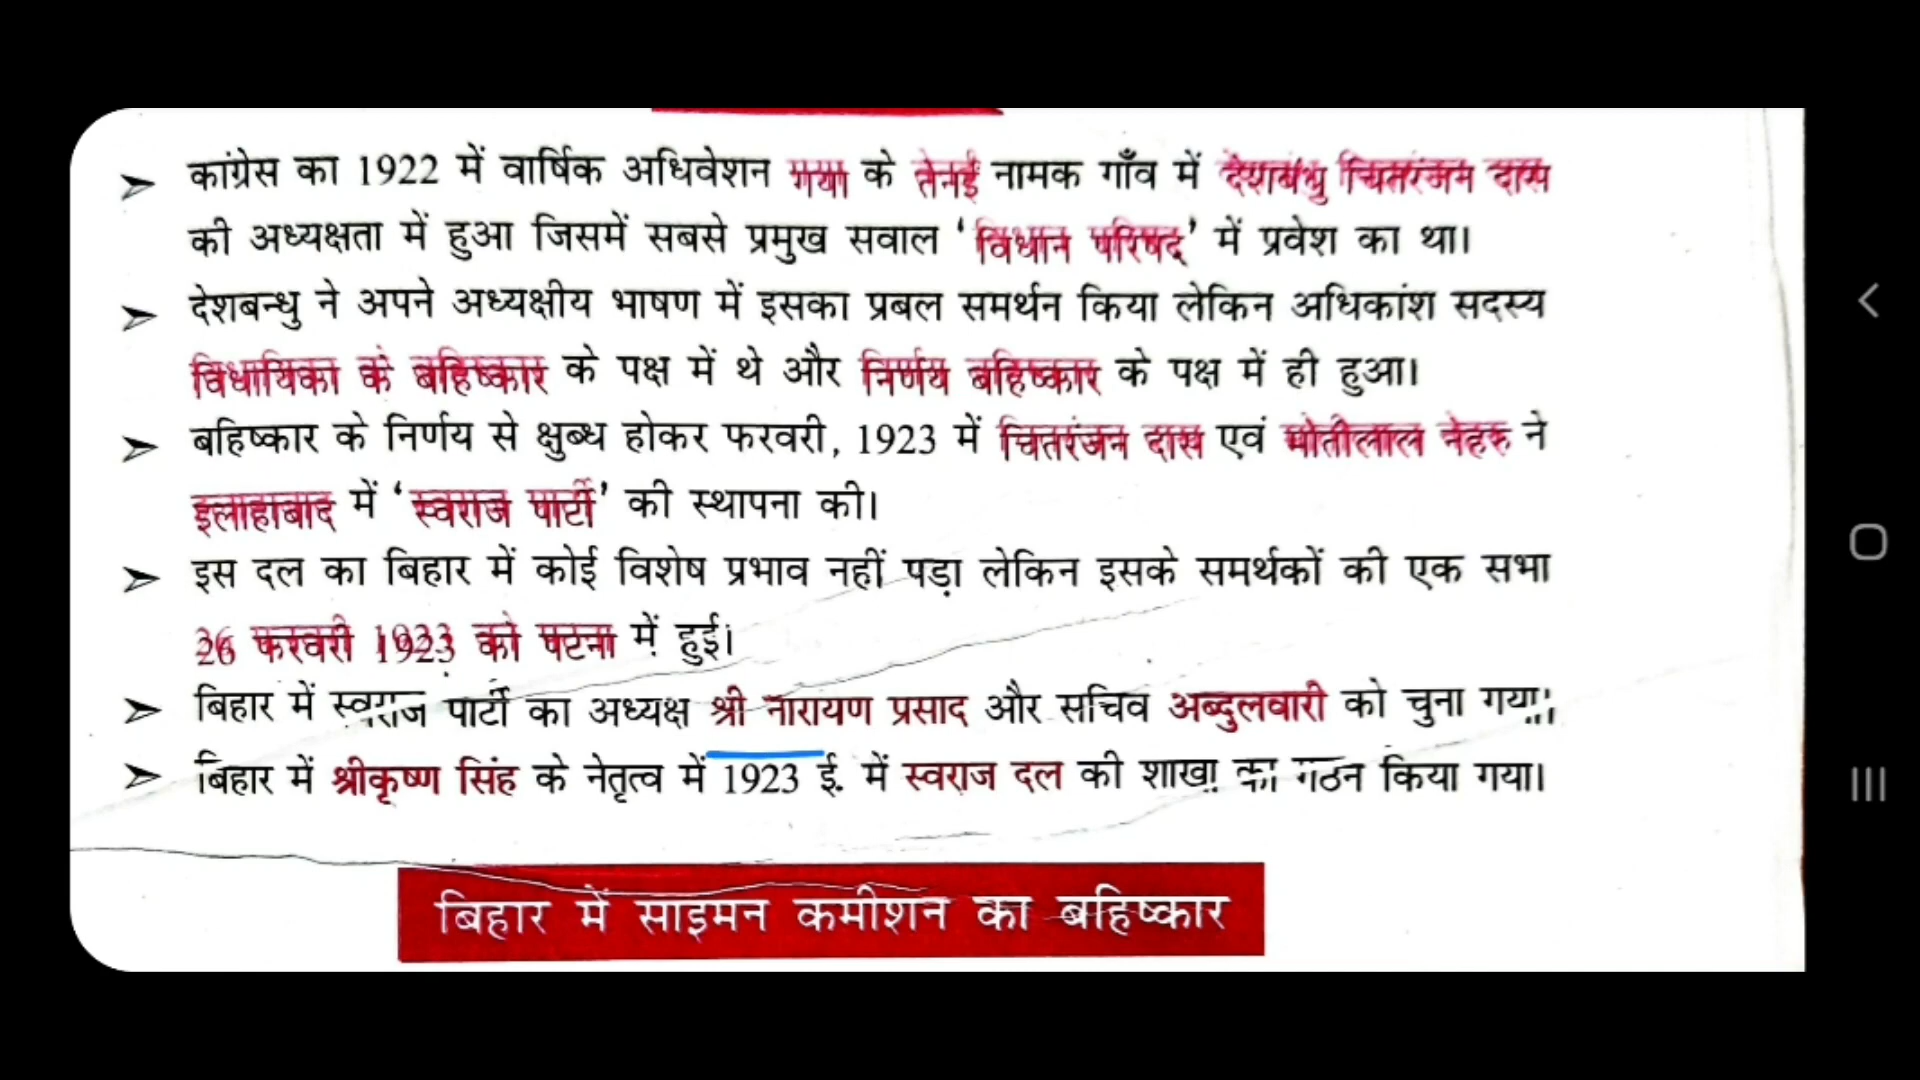 ➢ कांग्रेस का 1922 में वार्षिक अधिवेशन गया के तेनई नामक गाँव में देशबंधु चितरंजन दास
की अध्यक्षता में हुआ जिसमें सबसे प्रमुख सवाल 'विधान परिषद' में प्रवेश का था।
➢ देशबन्धु ने अपने अध्यक्षीय भाषण में इसका प्रबल समर्थन किया लेकिन अधिकांश सदस्य
विधायिका के बहिष्कार के पक्ष में थे और निर्णय बहिष्कार के पक्ष में ही हुआ।
➢ बहिष्कार के निर्णय से क्षुब्ध होकर फरवरी, 1923 में चितरंजन दास एवं मोतीलाल नेहरु ने
इलाहाबाद में 'स्वराज पार्टी' की स्थापना की।
➢ इस दल का बिहार में कोई विशेष प्रभाव नहीं पड़ा लेकिन इसके समर्थकों की एक सभा
26 फरवरी 1923 को पटना में हुई।
➢ बिहार में स्वराज पार्टी का अध्यक्ष श्री नारायण प्रसाद और सचिव अब्दुलवारी को चुना गया।
➢ बिहार में श्रीकृष्ण सिंह के नेतृत्व में 1923 ई. में स्वराज दल की शाखा का गठन किया गया।
बिहार में साइमन कमीशन का बहिष्कार